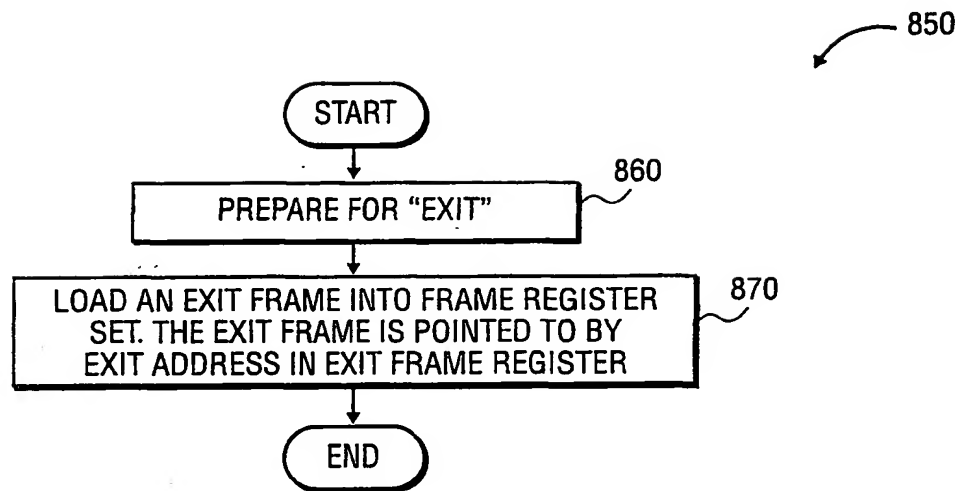 850
START
860
PREPARE FOR “EXIT”
LOAD AN EXIT FRAME INTO FRAME REGISTER
870
SET. THE EXIT FRAME IS POINTED TO BY
EXIT ADDRESS IN EXIT FRAME REGISTER
END